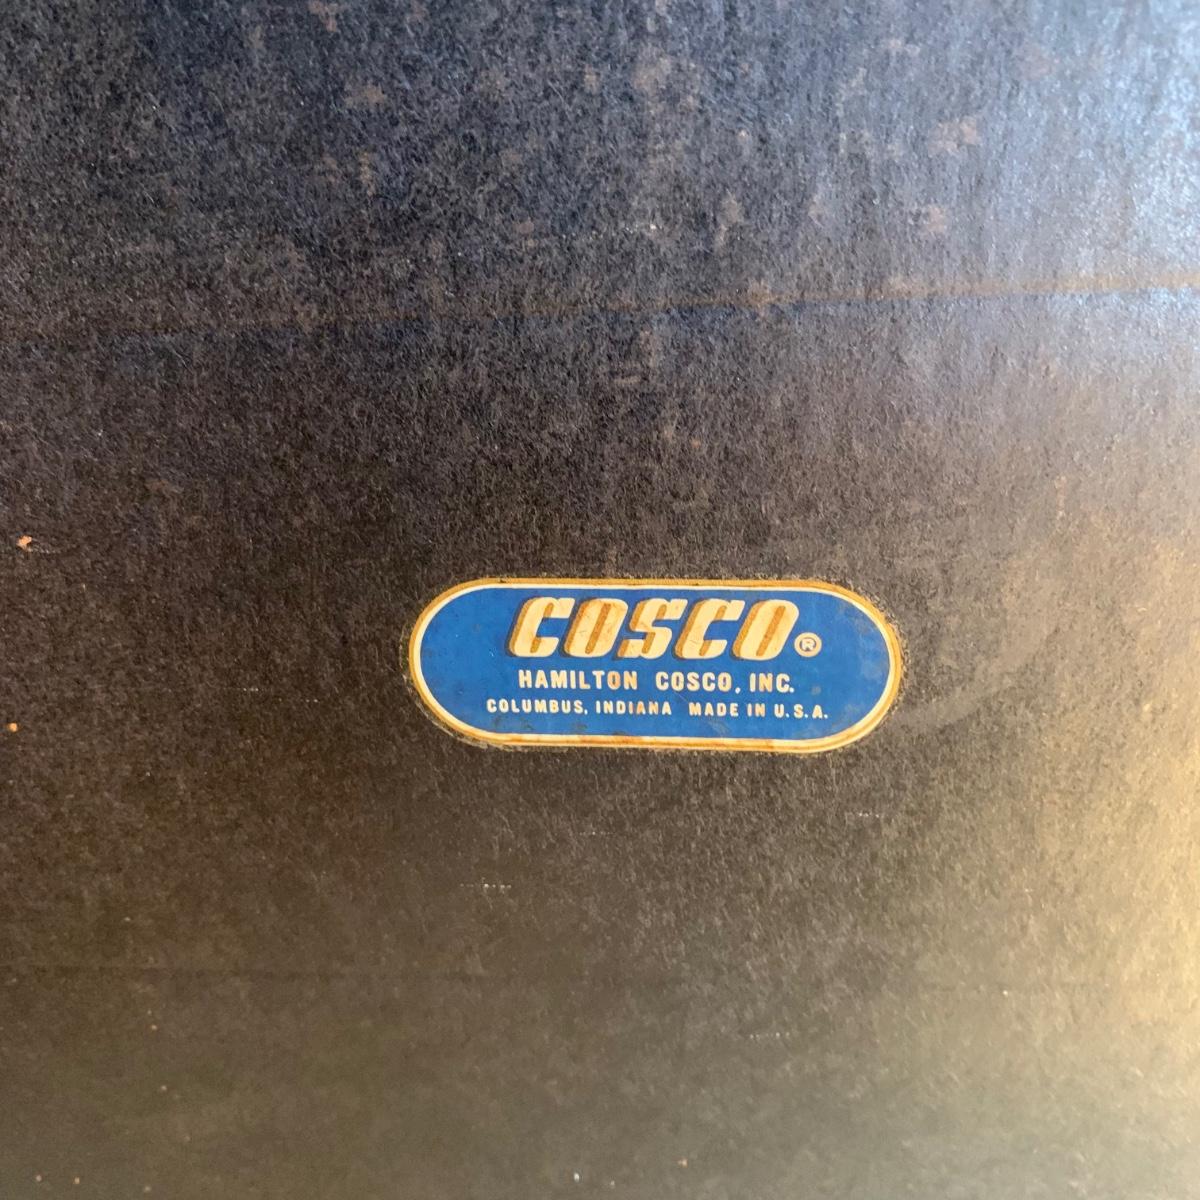 COSCO®
HAMILTON COSCO, INC.
COLUMBUS, INDIANA MADE IN U.S.A.